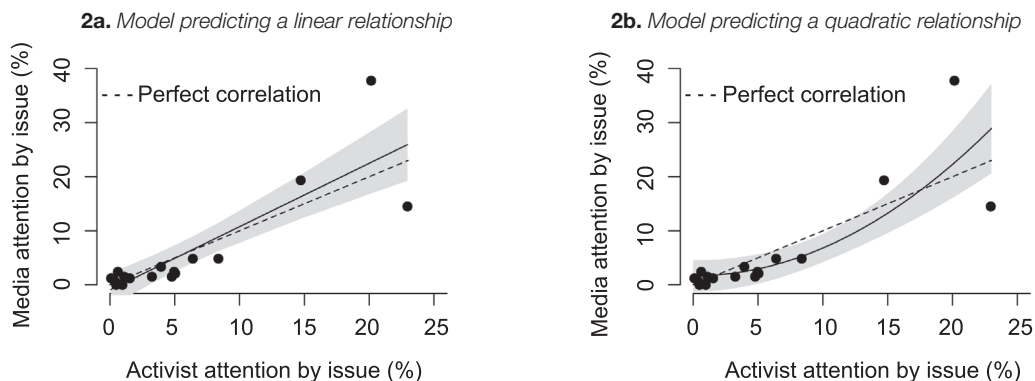 2a. Model predicting a linear relationship
Media attention by issue (%)
40
30
20
10
0
Perfect correlation
0 5 10 15 20 25
Activist attention by issue (%)
2b. Model predicting a quadratic relationship
Media attention by issue (%)
40
30
20
10
0
Perfect correlation
0 5 10 15 20 25
Activist attention by issue (%)